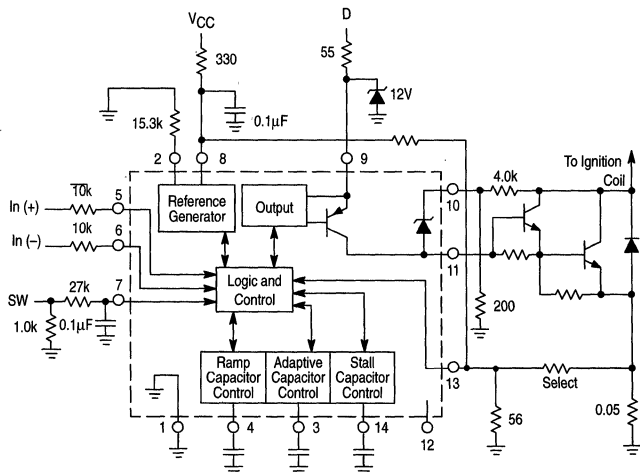 VCC
D
330
55
12V
0.1μF
15.3k
2
8
9
10k
In (+)
5
Reference
Generator
Output
10
4.0k
To Ignition
Coil
10k
In (–)
6
11
Logic and
Control
SW
27k
7
1.0k
0.1μF
200
Ramp
Capacitor
Control
Adaptive
Capacitor
Control
Stall
Capacitor
Control
13
Select
56
0.05
1
4
3
14
12